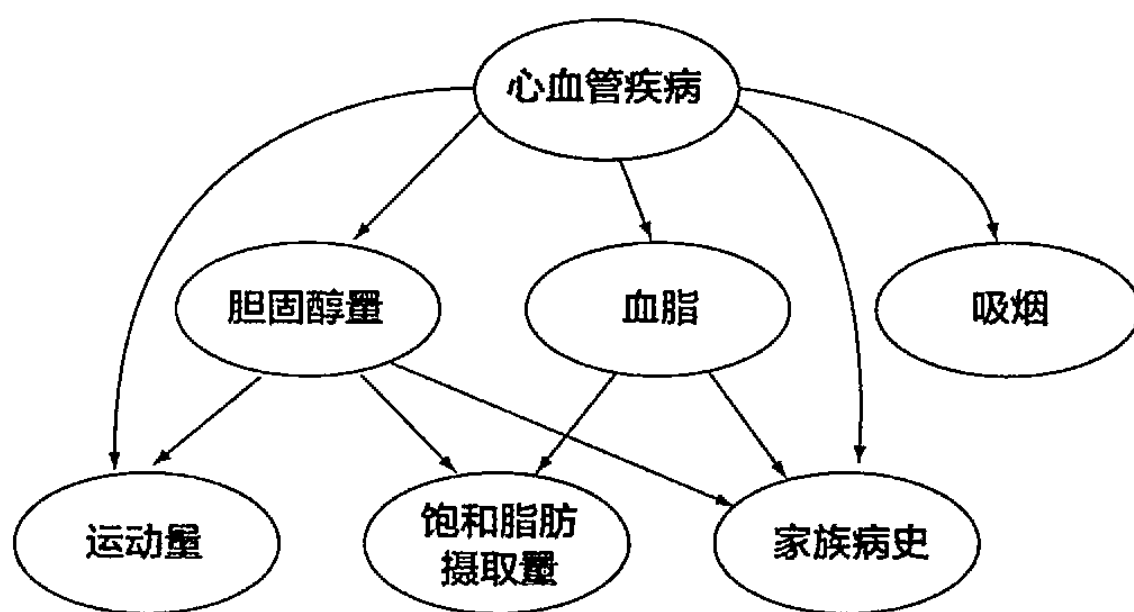 心血管疾病
胆固醇量
血脂
吸烟
运动量
饱和脂肪
摄取量
家族病史